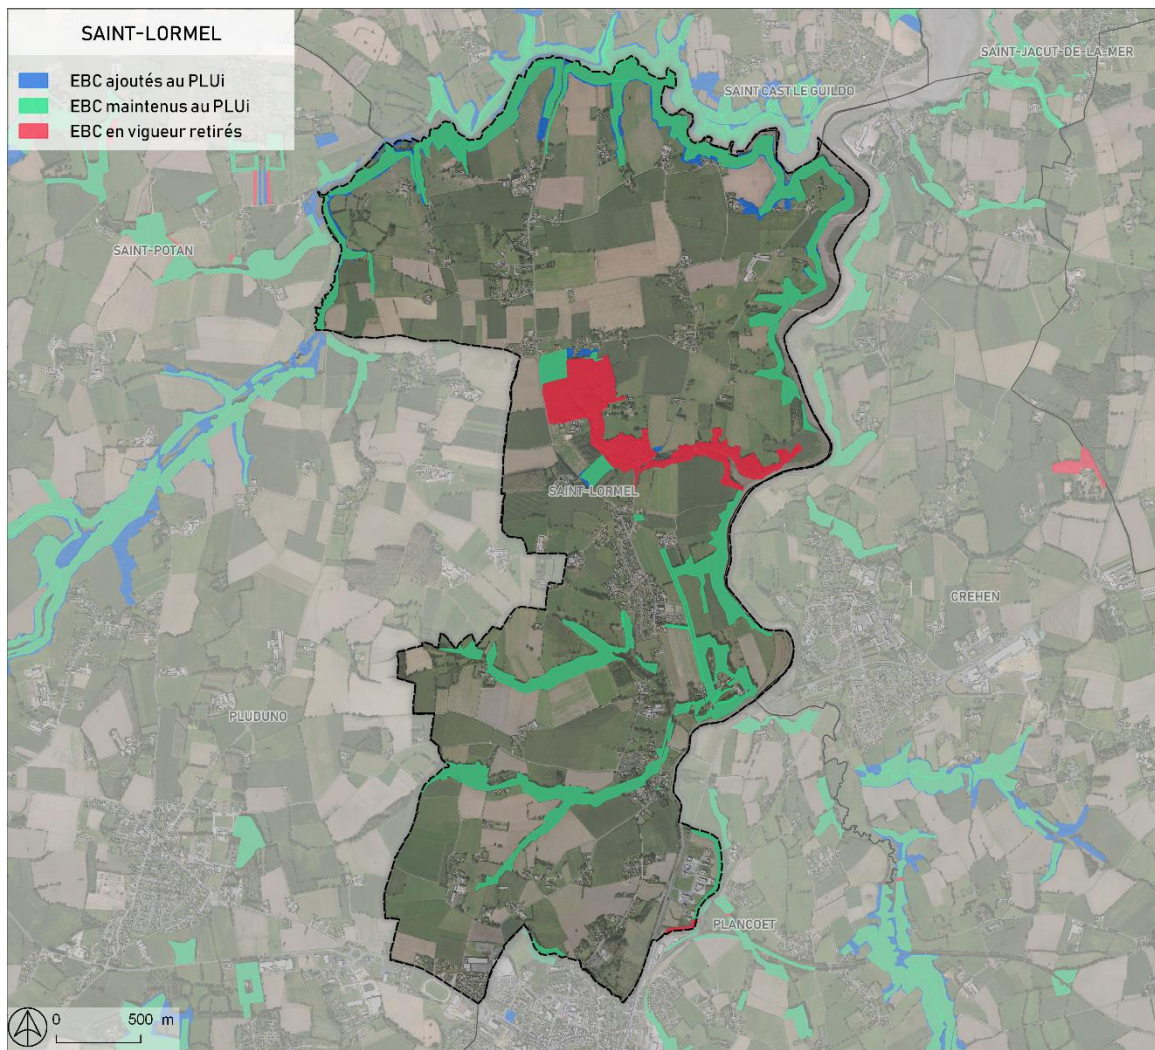 SAINT-LORMEL
EBC ajoutés au PLUi
EBC maintenus au PLUi
EBC en vigueur retirés
SAINT-JACUT-DE-LA-MER
SAINT CAST LE GUILDO
SAINT-POTAN
SAINT-LORMEL
CREHEN
PLUDUNO
PLANCOET
0 500 m